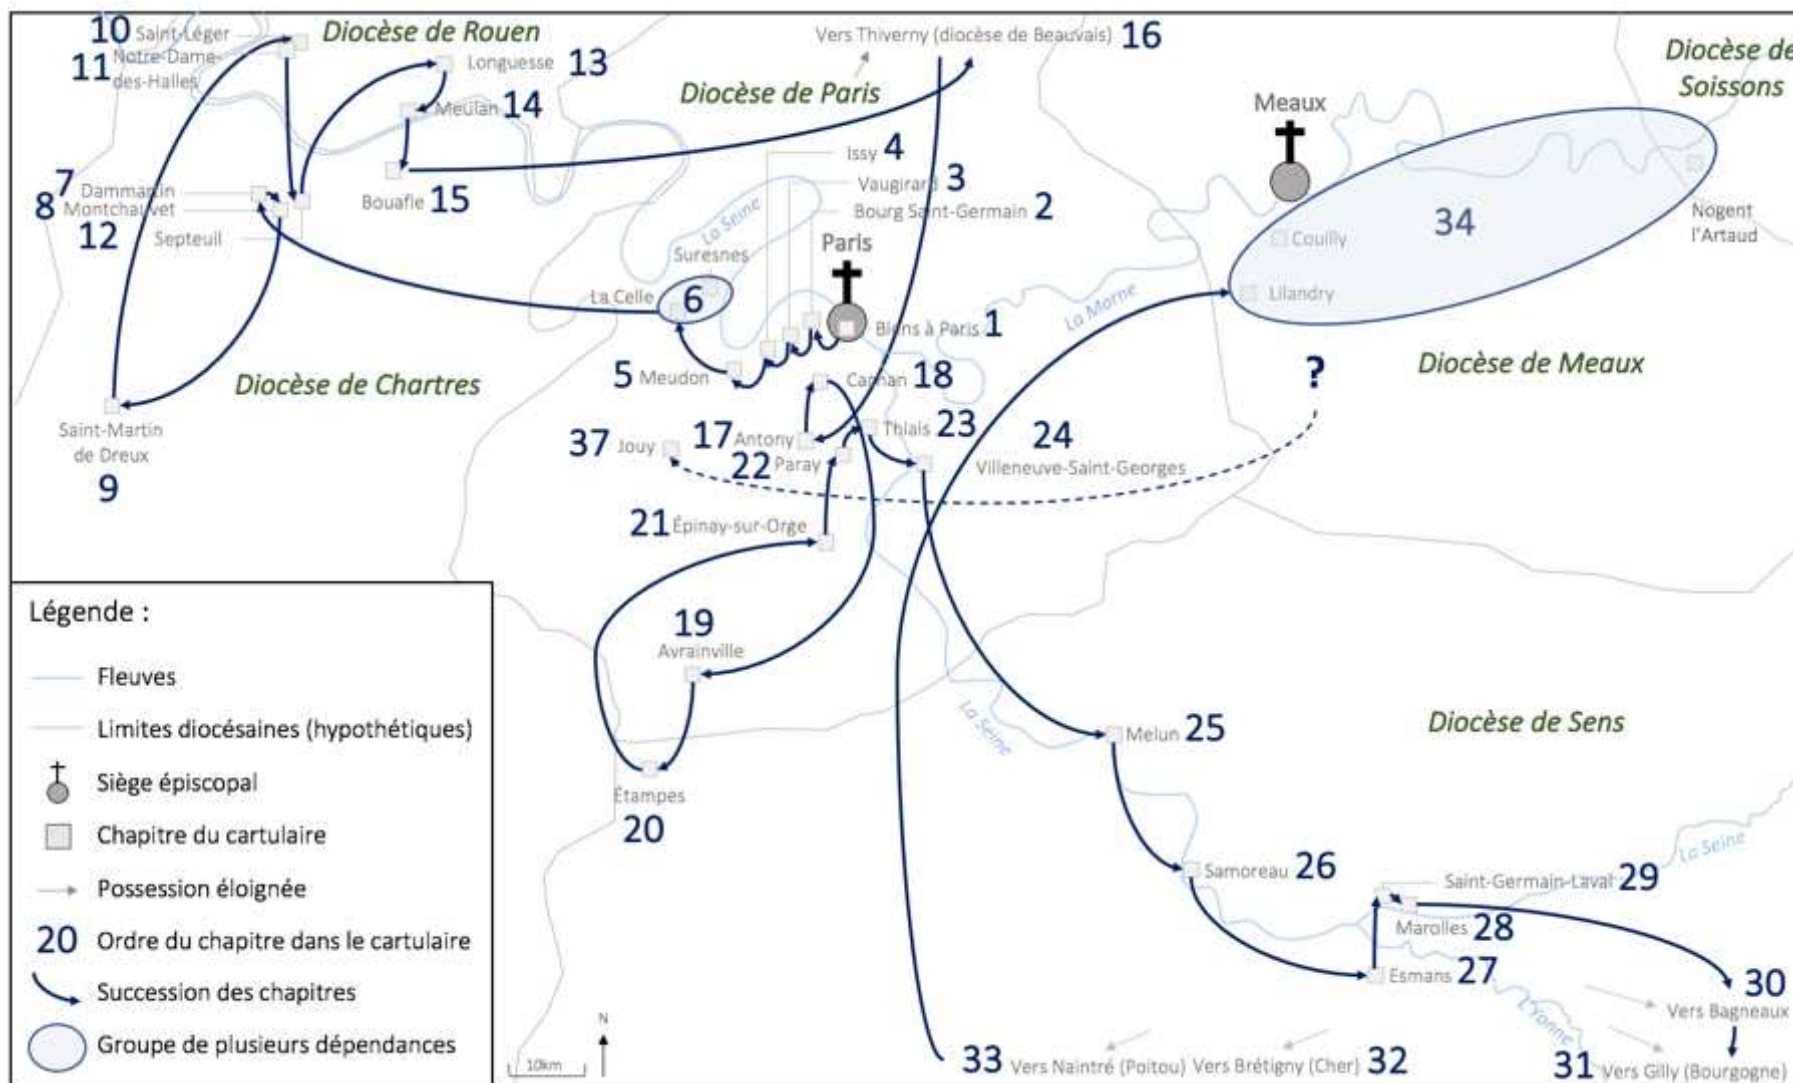 10 Saint-Léger
Diocèse de Rouen
Vers Thiverny (diocèse de Beauvais) 16
Diocèse de
Soissons
11 Notre-Dame-
des-Halles
Longuesse 13
Diocèse de Paris
Meulan 14
Meaux
Issy 4
7 Dammartin
Vaugirard 3
8 Montchauvet
Bouafle 15
Bourg Saint-Germain 2
La Seine
12 Septeuil
Nogent
l'Artaud
34
Couilly
Paris
Suresnes
La Celle 6
Lilandry
La Marne
Biens à Paris 1
Diocèse de Chartres
5 Meudon
Cachan 18
Diocèse de Meaux
?
Saint-Martin
de Dreux
9
37 Jouy
17 Antony
Thiais 23
24
Villeneuve-Saint-Georges
22 Paray
21 Épinay-sur-Orge
Légende :
19
Avrainville
Fleuves
La Seine
Melun 25
Diocèse de Sens
Limites diocésaines (hypothétiques)
Siège épiscopal
Étampes
20
Chapitre du cartulaire
Samoreau 26
La Seine
Saint-Germain-Laval 29
Possession éloignée
Marolles 28
20 Ordre du chapitre dans le cartulaire
Esmans 27
Succession des chapitres
30
Vers Bagneaux
L'Yonne
Groupe de plusieurs dépendances
N
10km
33 Vers Naintré (Poitou)
Vers Brétigny (Cher) 32
31 Vers Gilly (Bourgogne)